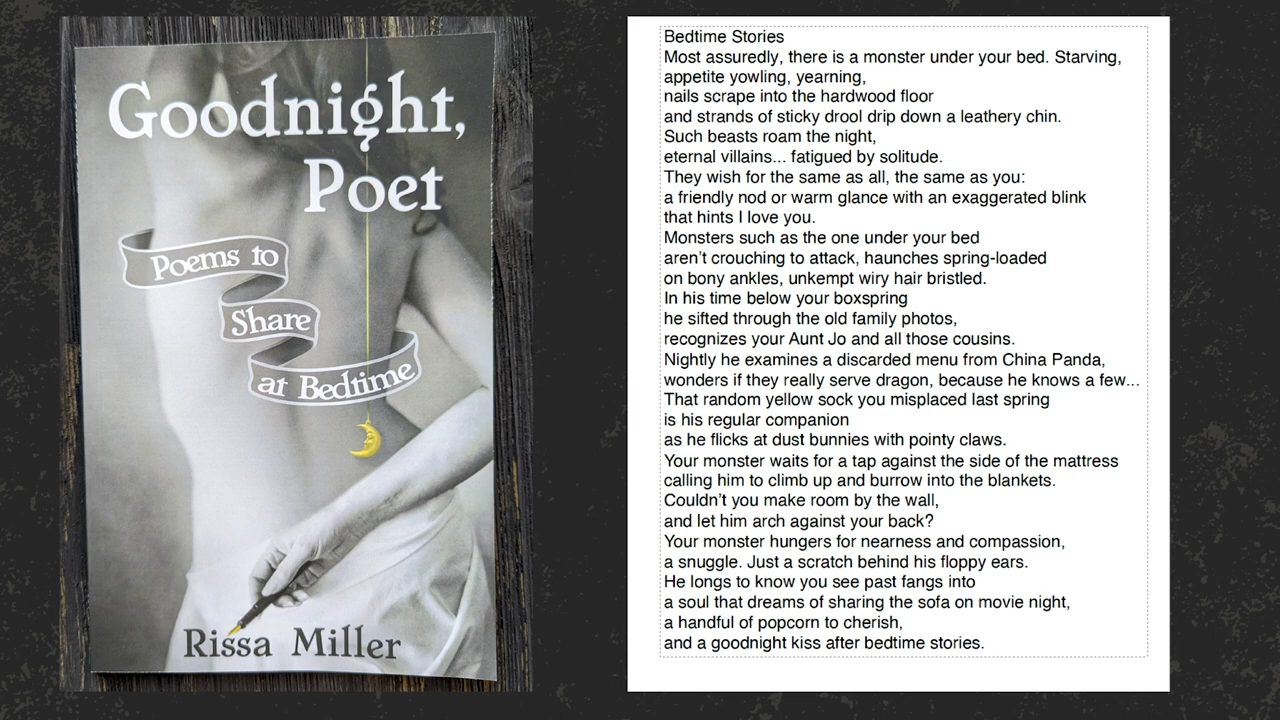 Goodnight,
Poet
Poems to
Share
at Bedtime
Rissa Miller
Bedtime Stories
Most assuredly, there is a monster under your bed. Starving,
appetite yowling, yearning,
nails scrape into the hardwood floor
and strands of sticky drool drip down a leathery chin.
Such beasts roam the night,
eternal villains... fatigued by solitude.
They wish for the same as all, the same as you:
a friendly nod or warm glance with an exaggerated blink
that hints I love you.
Monsters such as the one under your bed
aren't crouching to attack, haunches spring-loaded
on bony ankles, unkempt wiry hair bristled.
In his time below your boxspring
he sifted through the old family photos,
recognizes your Aunt Jo and all those cousins.
Nightly he examines a discarded menu from China Panda,
wonders if they really serve dragon, because he knows a few...
That random yellow sock you misplaced last spring
is his regular companion
as he flicks at dust bunnies with pointy claws.
Your monster waits for a tap against the side of the mattress
calling him to climb up and burrow into the blankets.
Couldn't you make room by the wall,
and let him arch against your back?
Your monster hungers for nearness and compassion,
a snuggle. Just a scratch behind his floppy ears.
He longs to know you see past fangs into
a soul that dreams of sharing the sofa on movie night,
a handful of popcorn to cherish,
and a goodnight kiss after bedtime stories.